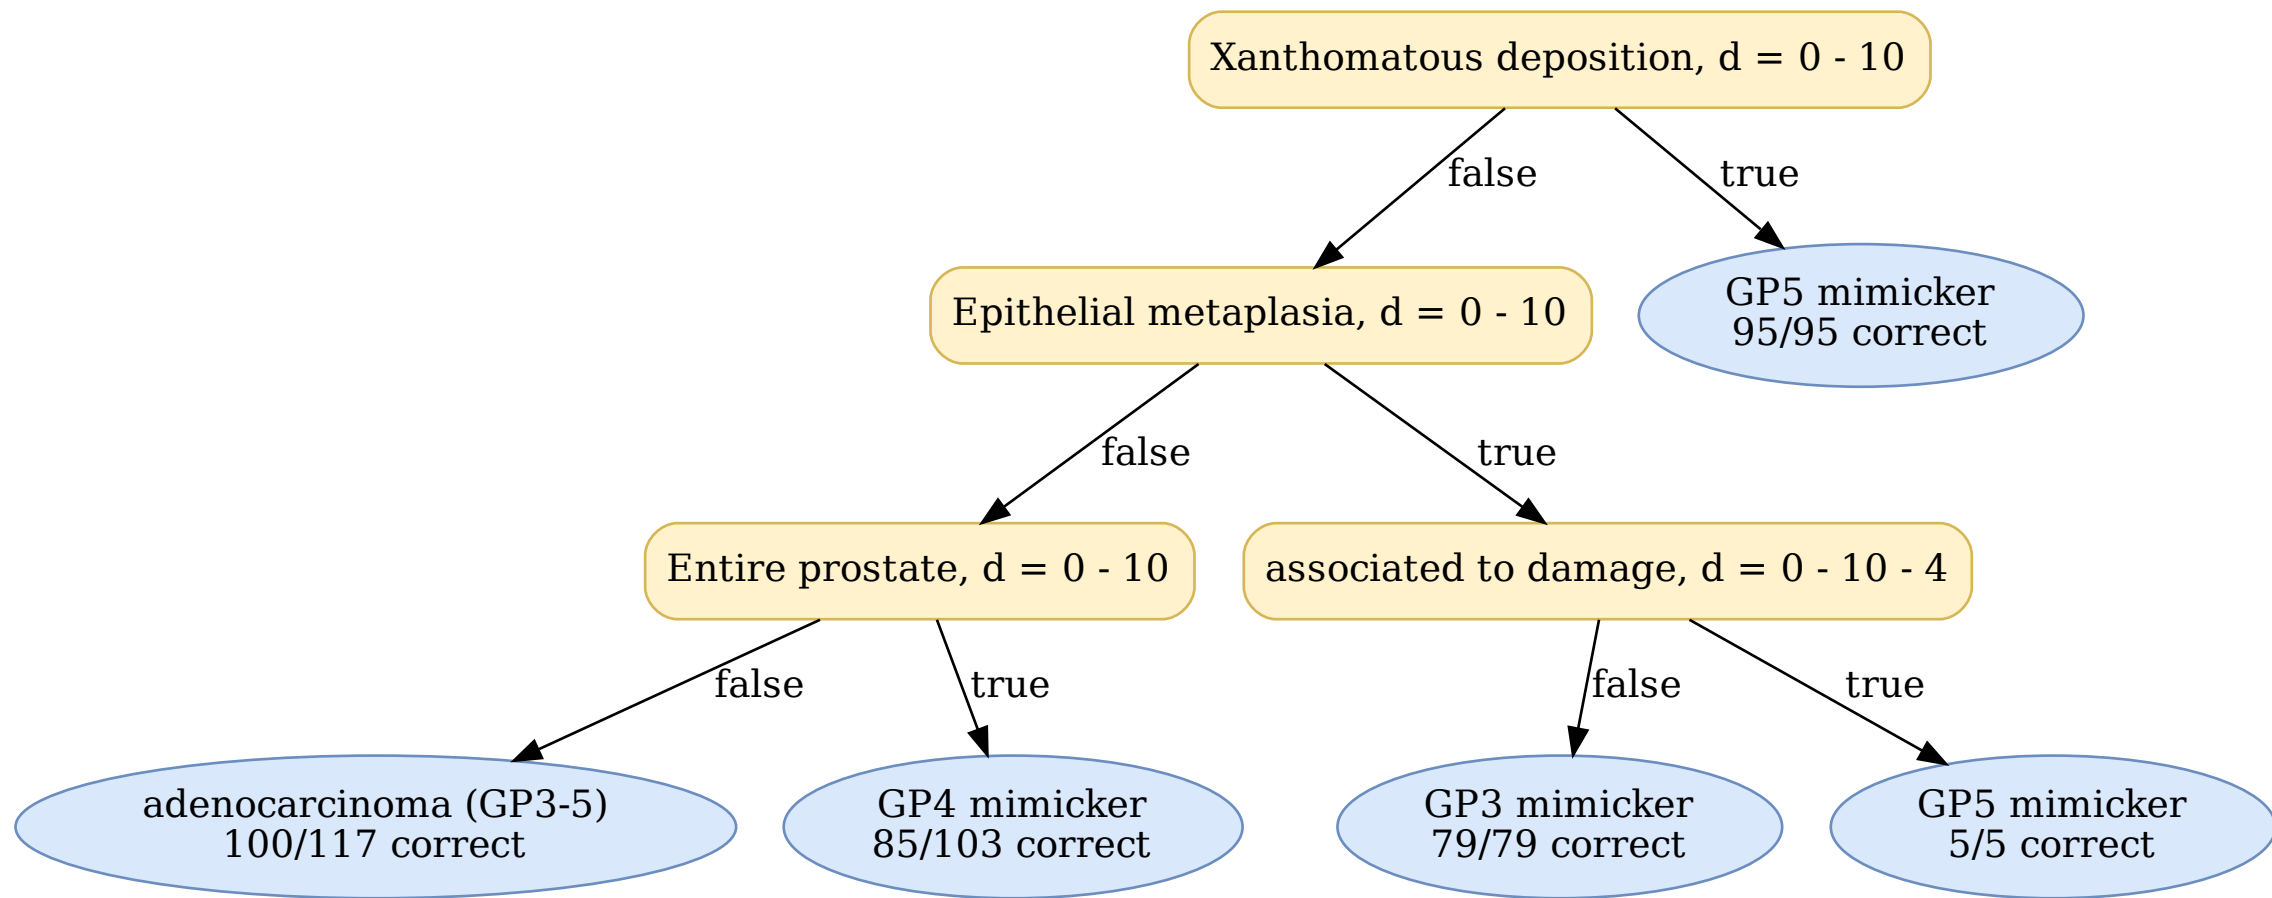 Xanthomatous deposition, d = 0 - 10
false
true
Epithelial metaplasia, d = 0 - 10
GP5 mimicker
95/95 correct
false
true
Entire prostate, d = 0 - 10
associated to damage, d = 0 - 10 - 4
false
true
false
true
adenocarcinoma (GP3-5)
100/117 correct
GP4 mimicker
85/103 correct
GP3 mimicker
79/79 correct
GP5 mimicker
5/5 correct